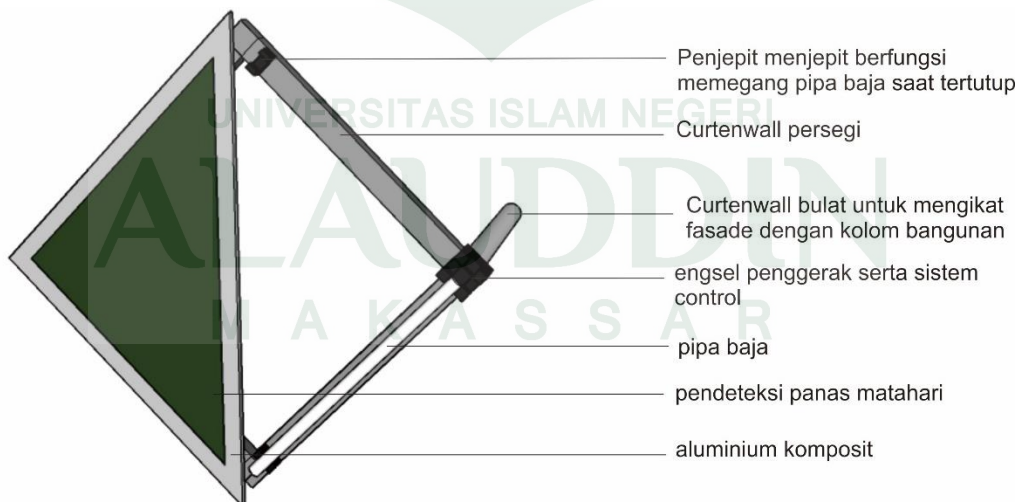 Penjepit menjepit berfungsi
memegang pipa baja saat tertutup
UNIVERSITAS ISLAM NEGERI
Curtenwall persegi
ALAUDDIN
Curtenwall bulat untuk mengikat
fasade dengan kolom bangunan
engsel penggerak serta sistem
control
MAKASSAR
pipa baja
pendeteksi panas matahari
aluminium komposit